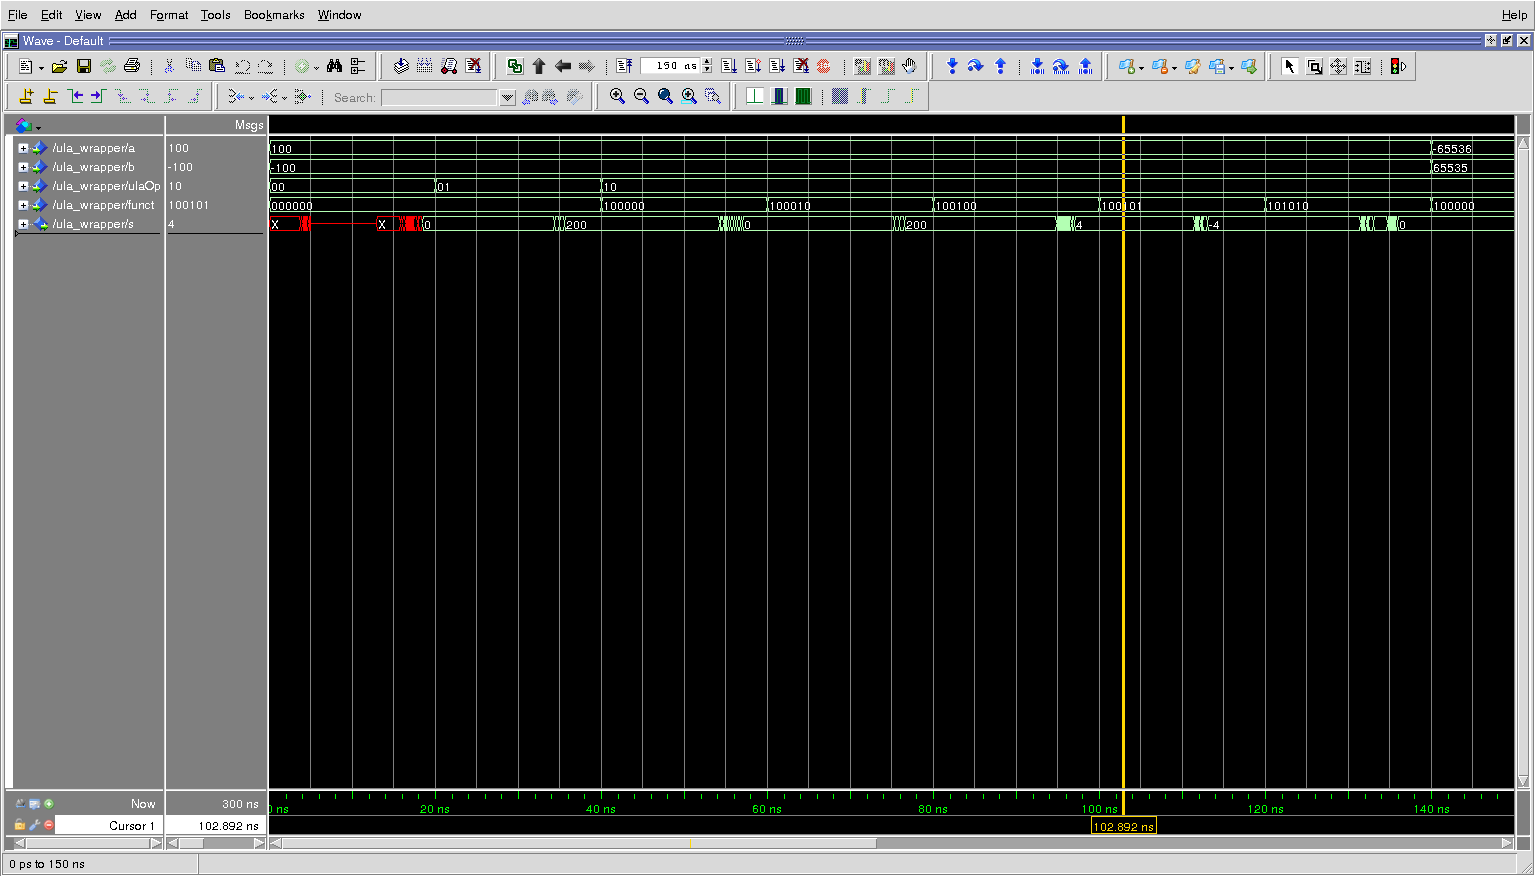 File Edit View Add Format Tools Bookmarks Window Help
Wave - Default
150 ns
Search:
Msgs
/ula_wrapper/a 100 100 -65536
/ula_wrapper/b -100 -100 65535
/ula_wrapper/ulaOp 10 00 01 10
/ula_wrapper/funct 100101 000000 100000 100010 100100 100101 101010 100000
/ula_wrapper/s 4 X X 0 200 0 200 4 -4 0
Now 300 ns 0 ns 20 ns 40 ns 60 ns 80 ns 100 ns 120 ns 140 ns
Cursor 1 102.892 ns 102.892 ns
0 ps to 150 ns